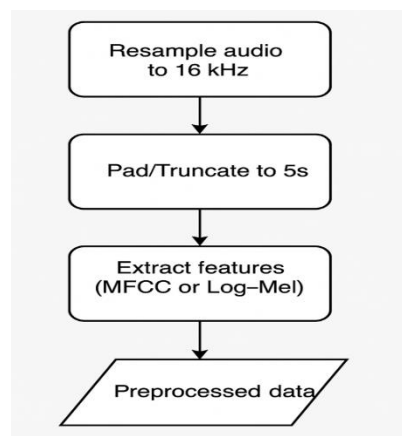 Resample audio
to 16 kHz
Pad/Truncate to 5s
Extract features
(MFCC or Log–Mel)
Preprocessed data